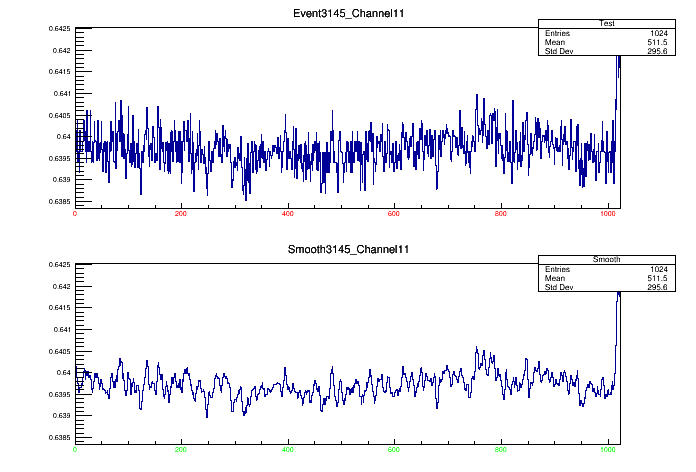 Event3145_Channel11
Test
Entries 1024
Mean 511.5
Std Dev 295.6
0.6425
0.642
0.6415
0.641
0.6405
0.64
0.6395
0.639
0.6385
0 200 400 600 800 1000
Smooth3145_Channel11
Smooth
Entries 1024
Mean 511.5
Std Dev 295.6
0.6425
0.642
0.6415
0.641
0.6405
0.64
0.6395
0.639
0.6385
0 200 400 600 800 1000